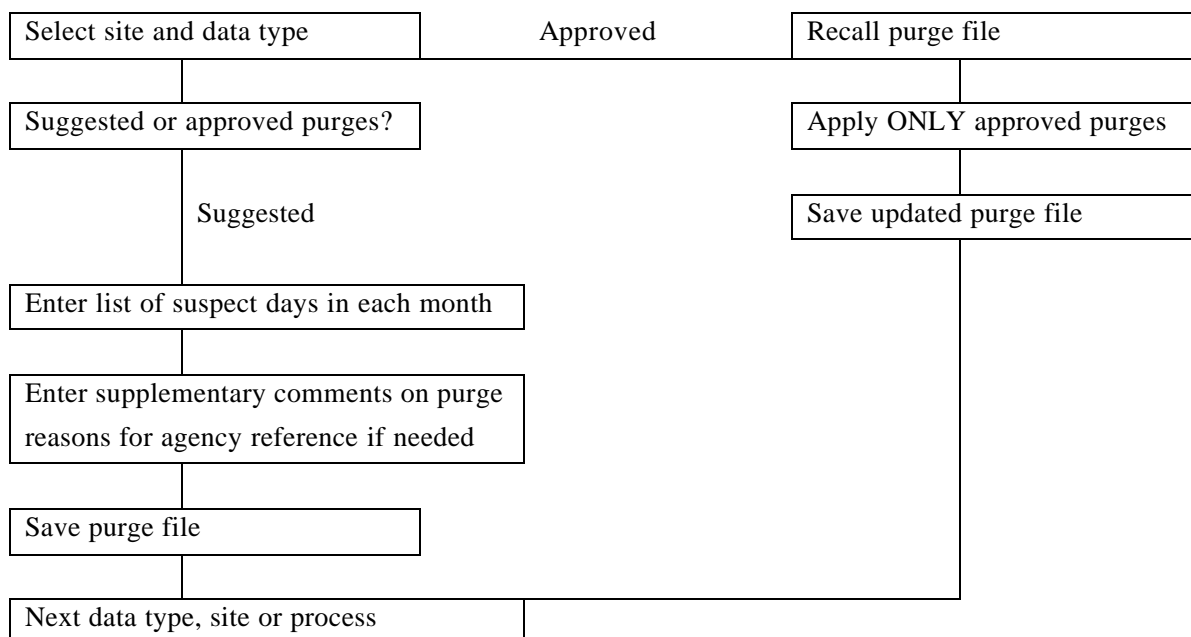 Select site and data type
Approved
Recall purge file
Suggested or approved purges?
Apply ONLY approved purges
Suggested
Save updated purge file
Enter list of suspect days in each month
Enter supplementary comments on purge
reasons for agency reference if needed
Save purge file
Next data type, site or process